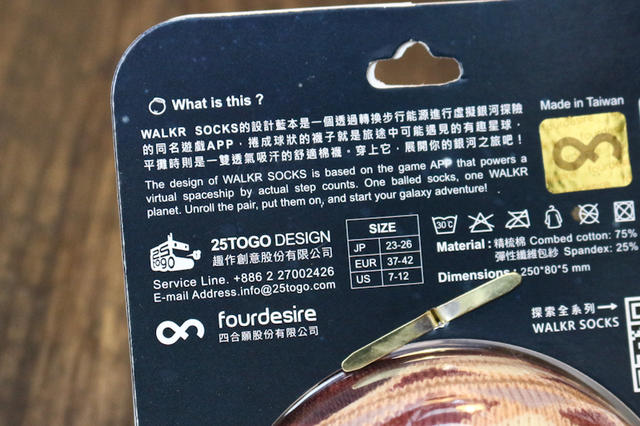 What is this ?
Made in Taiwan
WALKR SOCKS的設計藍本是一個透過轉換步行能源進行虛擬銀河探險
的同名遊戲APP，捲成球狀的襪子就是旅途中可能遇見的有趣星球，
平攤時則是一雙透氣吸汗的舒適棉襪。穿上它，展開你的銀河之旅吧！
The design of WALKR SOCKS is based on the game APP that powers a
virtual spaceship by actual step counts. One balled socks, one WALKR
planet. Unroll the pair, put them on, and start your galaxy adventure!
25TOGO
25TOGO DESIGN
趣作創意股份有限公司
Service Line. +886 2 27002426
E-mail Address.info@25togo.com
fourdesire
四合願股份有限公司
SIZE
JP 23-26
EUR 37-42
US 7-12
30°C
Material : 精梳棉 Combed cotton: 75%
彈性纖維包紗 Spandex: 25%
Dimensions : 250*80*5 mm
探索全系列→
WALKR SOCKS